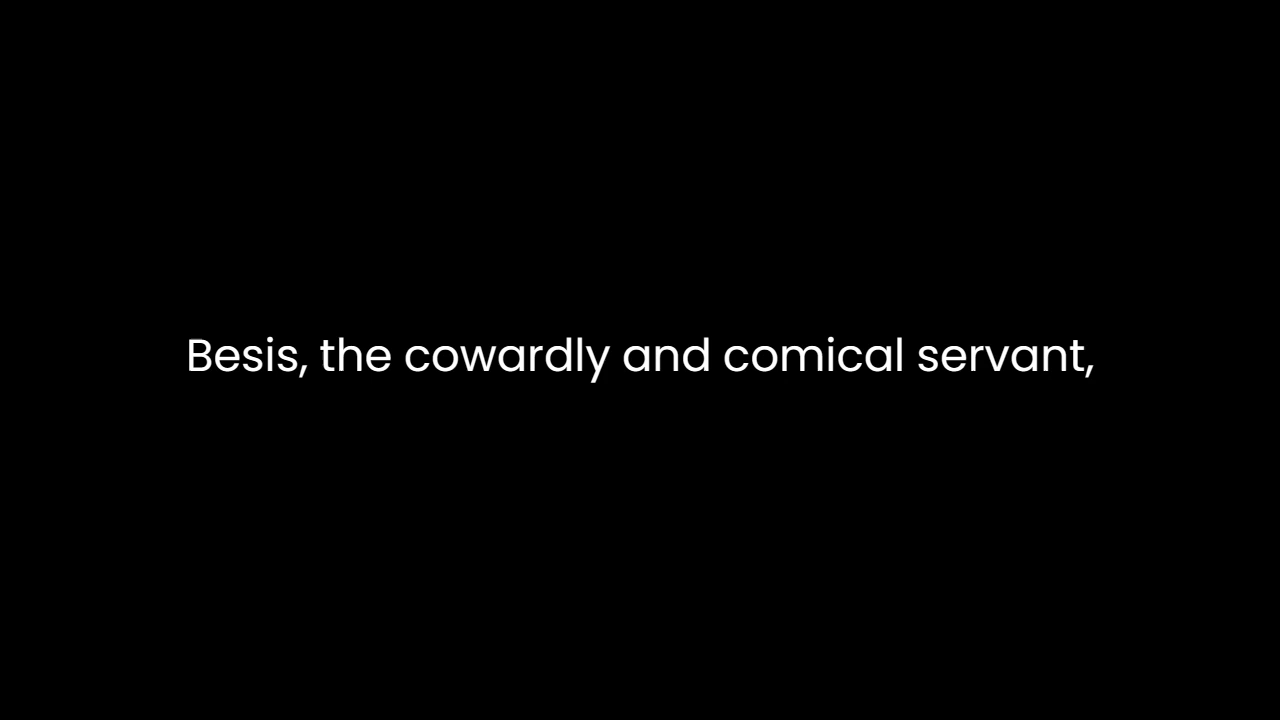 Besis, the cowardly and comical servant,